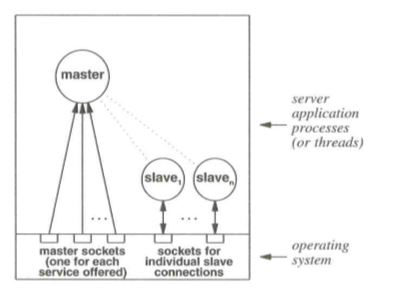 master
server
application
processes
(or threads)
slave1
slaven
...
...
master sockets
(one for each
service offered)
sockets for
individual slave
connections
operating
system